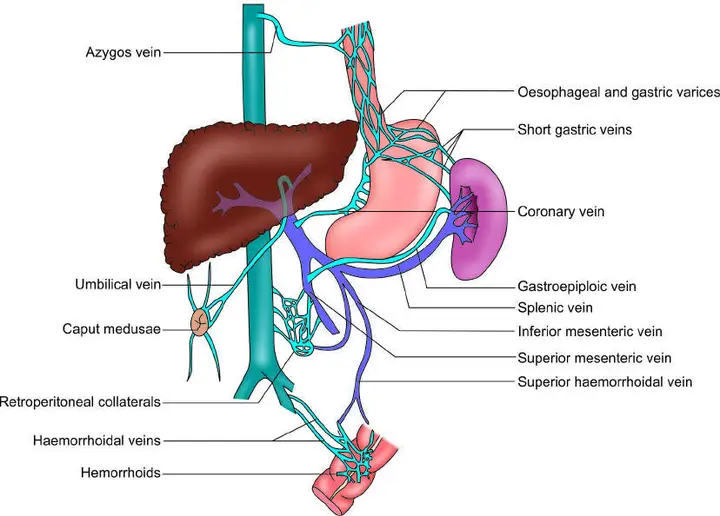 Azygos vein
Oesophageal and gastric varices
Short gastric veins
Coronary vein
Umbilical vein
Gastroepiploic vein
Splenic vein
Caput medusae
Inferior mesenteric vein
Superior mesenteric vein
Superior haemorrhoidal vein
Retroperitoneal collaterals
Haemorrhoidal veins
Hemorrhoids